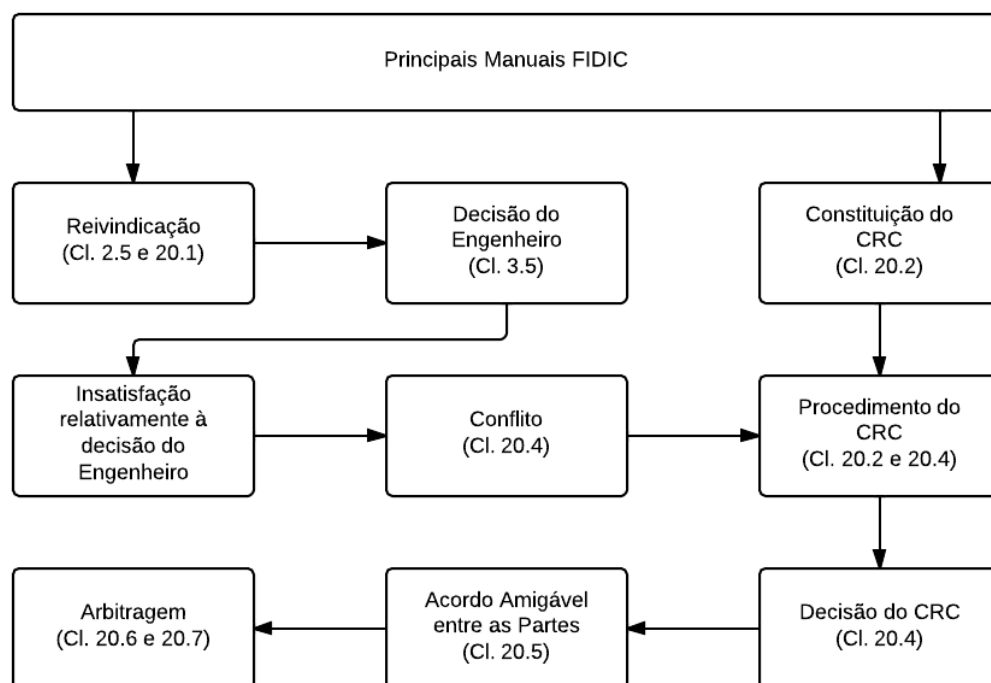 Principais Manuais FIDIC
Reivindicação
(Cl. 2.5 e 20.1)
Decisão do
Engenheiro
(Cl. 3.5)
Constituição do
CRC
(Cl. 20.2)
Insatisfação
relativamente à
decisão do
Engenheiro
Conflito
(Cl. 20.4)
Procedimento do
CRC
(Cl. 20.2 e 20.4)
Arbitragem
(Cl. 20.6 e 20.7)
Acordo Amigável
entre as Partes
(Cl. 20.5)
Decisão do CRC
(Cl. 20.4)